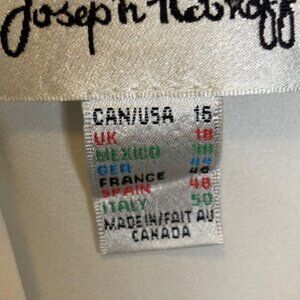 Joseph Ribkoff
CAN/USA 16
UK 18
MEXICO 38
GER 44
FRANCE 46
SPAIN 48
ITALY 50
MADE IN/FAIT AU
CANADA